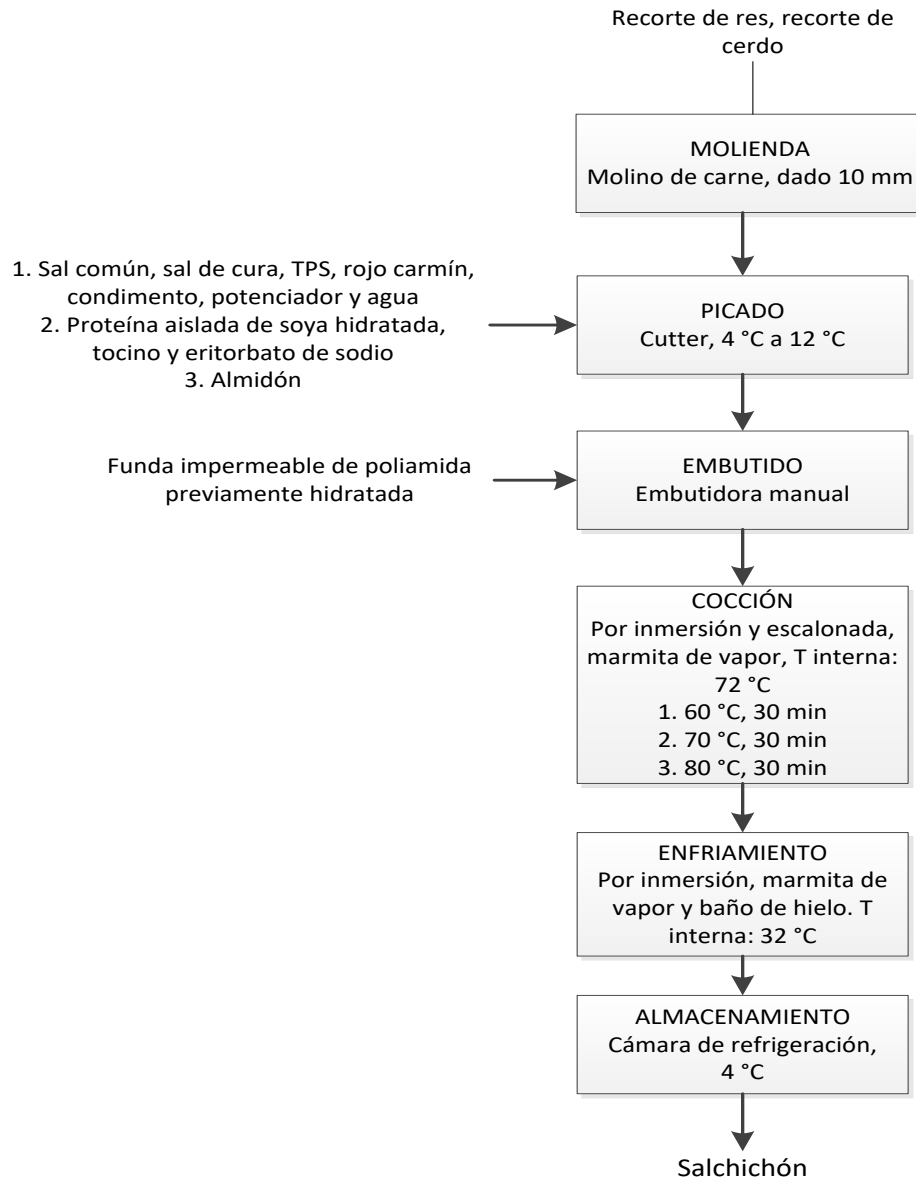 Recorte de res, recorte de
cerdo
MOLIENDA
Molino de carne, dado 10 mm
1. Sal común, sal de cura, TPS, rojo carmín,
condimento, potenciador y agua
2. Proteína aislada de soya hidratada,
tocino y eritorbato de sodio
3. Almidón
PICADO
Cutter, 4 °C a 12 °C
Funda impermeable de poliamida
previamente hidratada
EMBUTIDO
Embutidora manual
COCCIÓN
Por inmersión y escalonada,
marmita de vapor, T interna:
72 °C
1. 60 °C, 30 min
2. 70 °C, 30 min
3. 80 °C, 30 min
ENFRIAMIENTO
Por inmersión, marmita de
vapor y baño de hielo. T
interna: 32 °C
ALMACENAMIENTO
Cámara de refrigeración,
4 °C
Salchichón